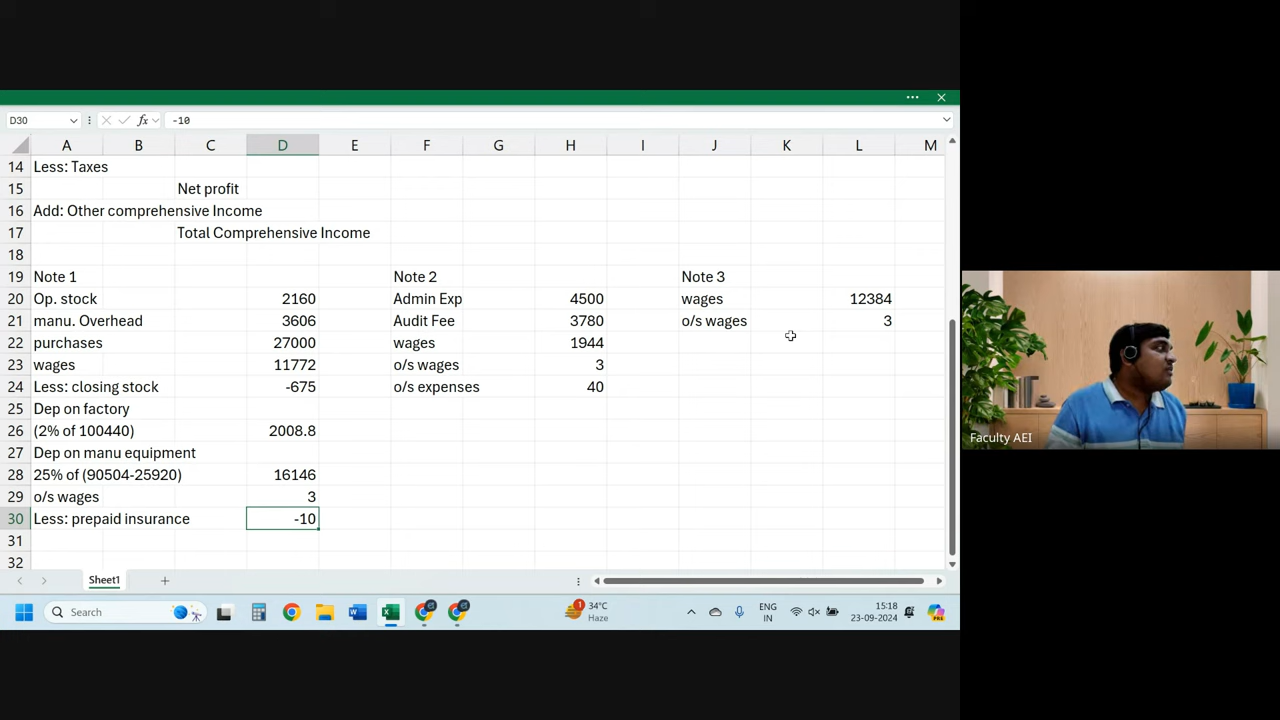 D30 fx -10
A B C D E F G H I J K L M
14 Less: Taxes
15 Net profit
16 Add: Other comprehensive Income
17 Total Comprehensive Income
18
19 Note 1 Note 2 Note 3
20 Op. stock 2160 Admin Exp 4500 wages 12384
21 manu. Overhead 3606 Audit Fee 3780 o/s wages 3
22 purchases 27000 wages 1944
23 wages 11772 o/s wages 3
24 Less: closing stock -675 o/s expenses 40
25 Dep on factory
26 (2% of 100440) 2008.8
27 Dep on manu equipment
28 25% of (90504-25920) 16146
29 o/s wages 3
30 Less: prepaid insurance -10
31
32
Sheet1
Search 1 34°C ENG 15:18
Haze IN 23-09-2024
Faculty AEI